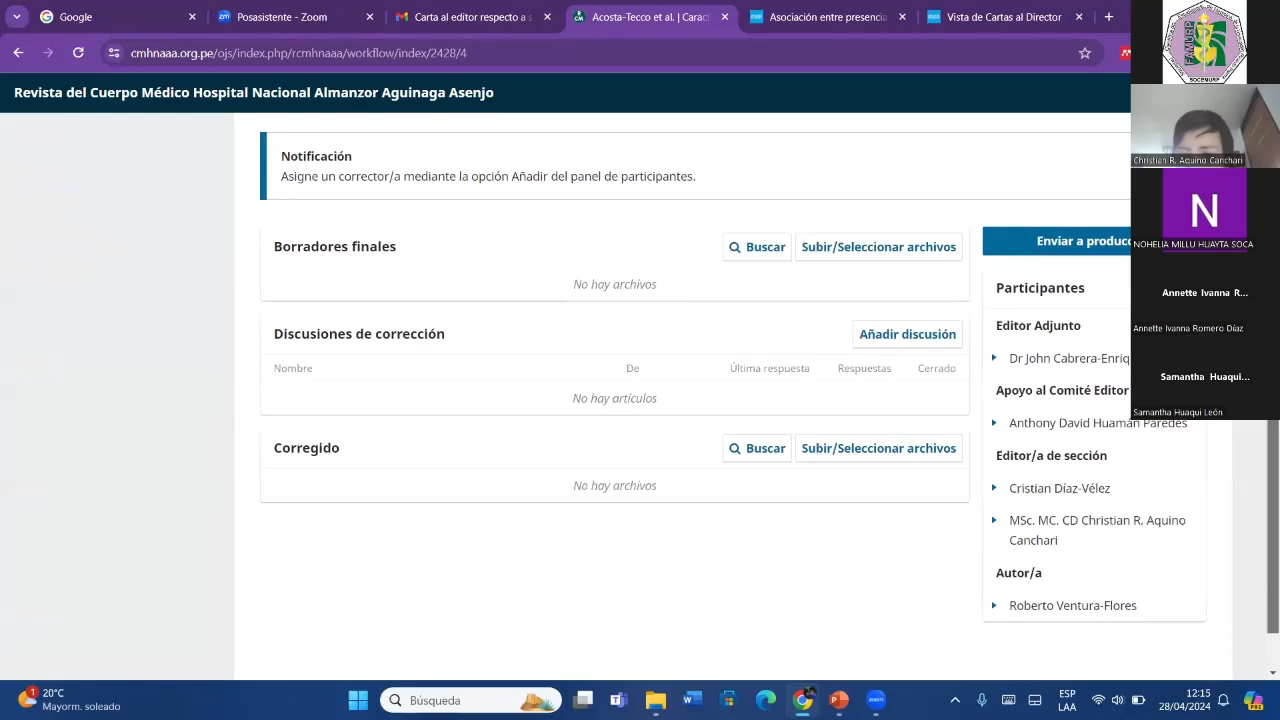 Google
Posasistente - Zoom
Carta al editor respecto a s
Acosta-Tecco et al. | Caract
Asociación entre presencia
Vista de Cartas al Director
cmhnaaa.org.pe/ojs/index.php/rcmhnaaa/workflow/index/2428/4
Revista del Cuerpo Médico Hospital Nacional Almanzor Aguinaga Asenjo
FAMURP
SOCEMURP
Christian R. Aquino Canchari
N
NOHELIA MILLU HUAYTA SOCA
Annette Ivanna R...
Annette Ivanna Romero Díaz
Samantha Huaqui...
Samantha Huaqui León
Notificación
Asigne un corrector/a mediante la opción Añadir del panel de participantes.
Borradores finales
Buscar
Subir/Seleccionar archivos
No hay archivos
Discusiones de corrección
Añadir discusión
Nombre De Última respuesta Respuestas Cerrado
No hay artículos
Corregido
Buscar
Subir/Seleccionar archivos
No hay archivos
Enviar a produc
Participantes
Editor Adjunto
Dr John Cabrera-Enriq
Apoyo al Comité Editor
Anthony David Huamán Paredes
Editor/a de sección
Cristian Díaz-Vélez
MSc. MC. CD Christian R. Aquino
Canchari
Autor/a
Roberto Ventura-Flores
1
20°C
Mayorm. soleado
Búsqueda
zoom
ESP
LAA
12:15
28/04/2024
PRE